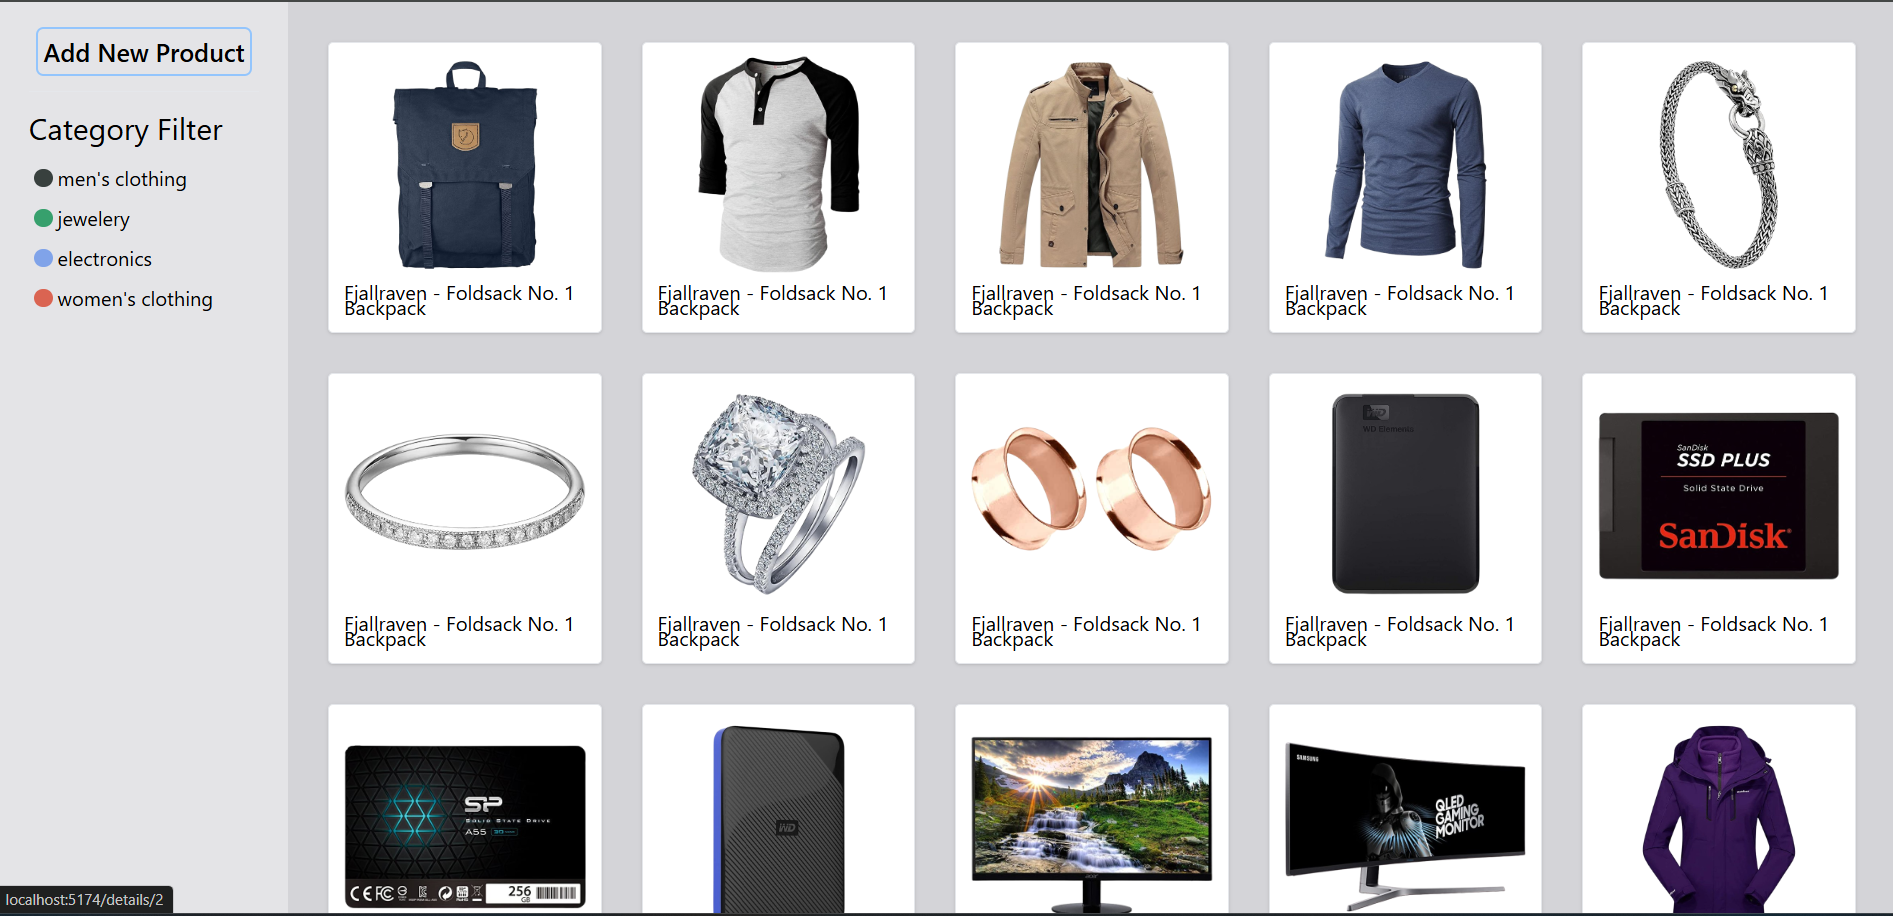 Add New Product
Category Filter
men's clothing
jewelery
electronics
women's clothing
Fjallraven - Foldsack No. 1
Backpack
Fjallraven - Foldsack No. 1
Backpack
Fjallraven - Foldsack No. 1
Backpack
Fjallraven - Foldsack No. 1
Backpack
Fjallraven - Foldsack No. 1
Backpack
WD
WD Elements
SanDisk
SSD PLUS
Solid State Drive
SanDisk
Fjallraven - Foldsack No. 1
Backpack
Fjallraven - Foldsack No. 1
Backpack
Fjallraven - Foldsack No. 1
Backpack
Fjallraven - Foldsack No. 1
Backpack
Fjallraven - Foldsack No. 1
Backpack
SP
SOLID STATE DRIVE
A55
256
GB
WD
acer
SAMSUNG
QLED
GAMING
MONITOR
localhost:5174/details/2